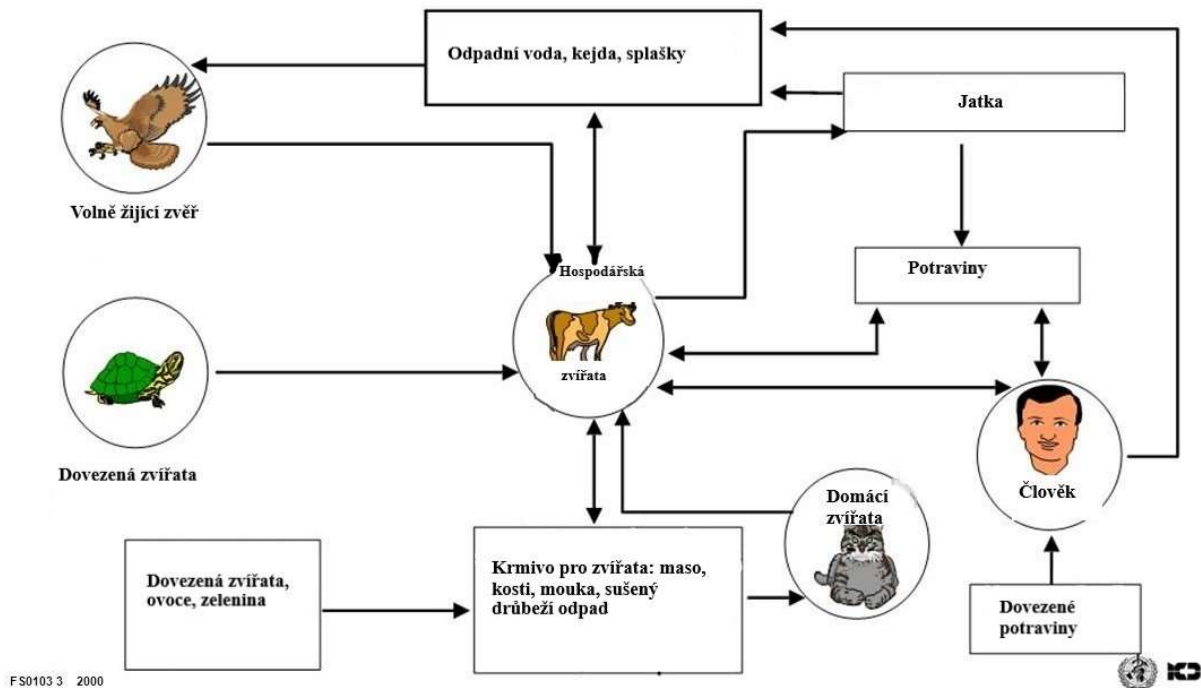 Odpadní voda, kejda, splašky
Jatka
Volně žijící zvěř
Potraviny
Hospodářská
zvířata
Dovezená zvířata
Člověk
Domácí
zvířata
Dovezená zvířata,
ovoce, zelenina
Krmivo pro zvířata: maso,
kosti, mouka, sušený
drůbeží odpad
Dovezené
potraviny
FS0103 3 2000